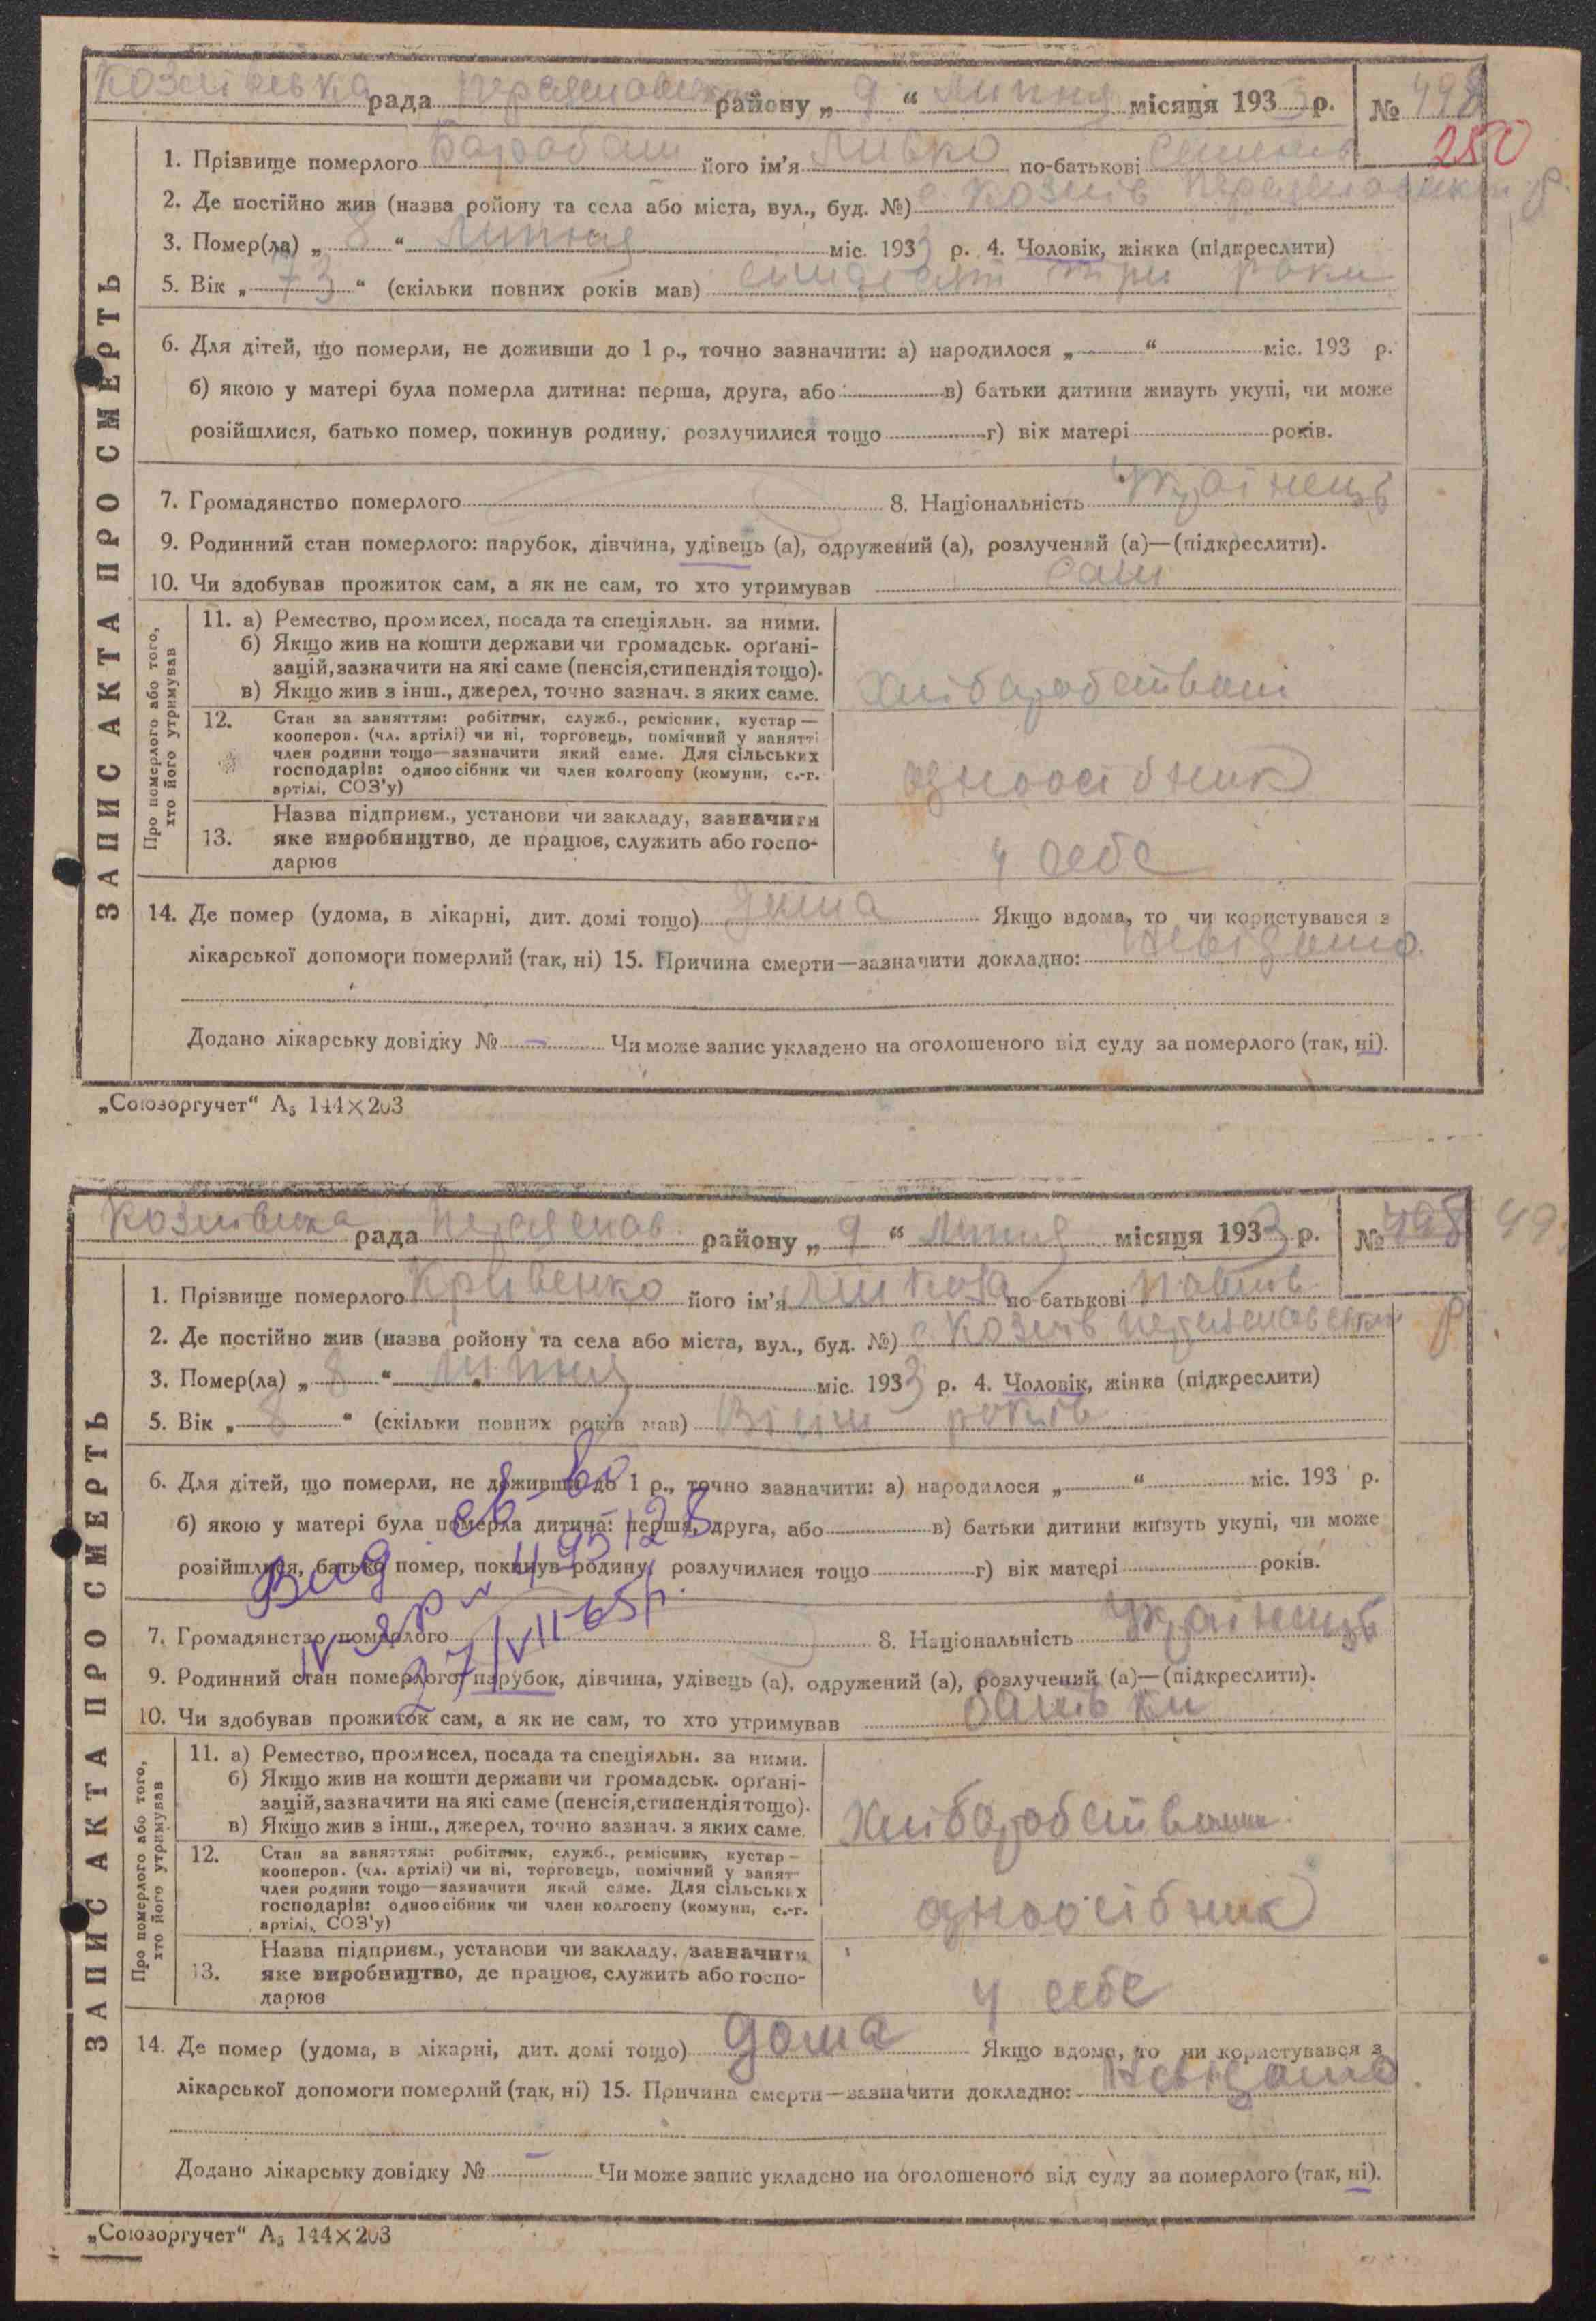 Козлівська рада Переяславськ району „ 9 “ Липня місяця 1933 р. № 498
250
1. Прізвище померлого Барабаш його ім'я Левко по-батькові Семенів
2. Де постійно жив (назва ройону та села або міста, вул., буд. №) с. Козлів Переяславськ р.
3. Помер(ла) „ 8 “ Липня міс. 1933 р. 4. Чоловік, жінка (підкреслити)
5. Вік „ 73 “ (скільки повних років мав) сімдесят три роки
6. Для дітей, що померли, не доживши до 1 р., точно зазначити: а) народилося „ “ міс. 193 р.
б) якою у матері була померла дитина: перша, друга, або в) батьки дитини живуть укупі, чи може
розійшлися, батько помер, покинув родину, розлучилися тощо г) вік матері років.
7. Громадянство померлого 8. Національність Українець
9. Родинний стан померлого: парубок, дівчина, удівець (а), одружений (а), розлучений (а)—(підкреслити).
10. Чи здобував прожиток сам, а як не сам, то хто утримував сам
Про померлого або того, хто його утримував
11. а) Ремество, промисел, посада та спеціяльн. за ними.
б) Якщо жив на кошти держави чи громадськ. орґані-
зацій, зазначити на які саме (пенсія, стипендія тощо).
в) Якщо жив з інш., джерел, точно зазнач. з яких саме.
12. Стан за заняттям: робітник, служб., ремісник, кустар—
кооперов. (чл. артілі) чи ні, торговець, помічний у занятті
член родини тощо—зазначити який саме. Для сільських
господарів: одноосібник чи член колгоспу (комуни, с.-г.
артілі, СОЗ'у)
одноосібник
13. Назва підприєм., установи чи закладу, зазначити
яке виробництво, де працює, служить або госпо-
дарює
у себе
14. Де помер (удома, в лікарні, дит. домі тощо) дома Якщо вдома, то чи користувався з
лікарської допомоги померлий (так, ні) 15. Причина смерти—зазначити докладно: Невідомо.
Додано лікарську довідку № – Чи може запис укладено на оголошеного від суду за померлого (так, ні).
ЗАПИС АКТА ПРО СМЕРТЬ
„Союзоргучет“ А5 144×203
Козлівська рада Переяслав. району „ 9 “ Липня місяця 1933 р. № 498
1. Прізвище померлого Кривенко його ім'я по-батькові Павлів
2. Де постійно жив (назва ройону та села або міста, вул., буд. №) с. Козлів Переяславськ р
3. Помер(ла) „ 8 “ Липня міс. 1933 р. 4. Чоловік, жінка (підкреслити)
5. Вік „ 8 “ (скільки повних років мав) Вісім років
6. Для дітей, що померли, не доживши до 1 р., точно зазначити: а) народилося „ “ міс. 193 р.
б) якою у матері була померла дитина: перша, друга, або в) батьки дитини живуть укупі, чи може
розійшлися, батько помер, покинув родину, розлучилися тощо г) вік матері років.
Вид. св-во
27/VII-65р.
7. Громадянство померлого 8. Національність Українець
9. Родинний стан померлого: парубок, дівчина, удівець (а), одружений (а), розлучений (а)—(підкреслити).
10. Чи здобував прожиток сам, а як не сам, то хто утримував батьки
Про померлого або того, хто його утримував
11. а) Ремество, промисел, посада та спеціяльн. за ними.
б) Якщо жив на кошти держави чи громадськ. орґані-
зацій, зазначити на які саме (пенсія, стипендія тощо).
в) Якщо жив з інш., джерел, точно зазнач. з яких саме.
12. Стан за заняттям: робітник, служб., ремісник, кустар—
кооперов. (чл. артілі) чи ні, торговець, помічний у занят-
член родини тощо—зазначити який саме. Для сільських
господарів: одноосібник чи член колгоспу (комуни, с.-г.
артілі, СОЗ'у)
одноосібник
13. Назва підприєм., установи чи закладу, зазначити
яке виробництво, де працює, служить або госпо-
дарює
у себе
14. Де помер (удома, в лікарні, дит. домі тощо) дома Якщо вдома, то чи користувався з
лікарської допомоги померлий (так, ні) 15. Причина смерти—зазначити докладно: Невідомо
Додано лікарську довідку № – Чи може запис укладено на оголошеного від суду за померлого (так, ні).
ЗАПИС АКТА ПРО СМЕРТЬ
„Союзоргучет“ А5 144×203